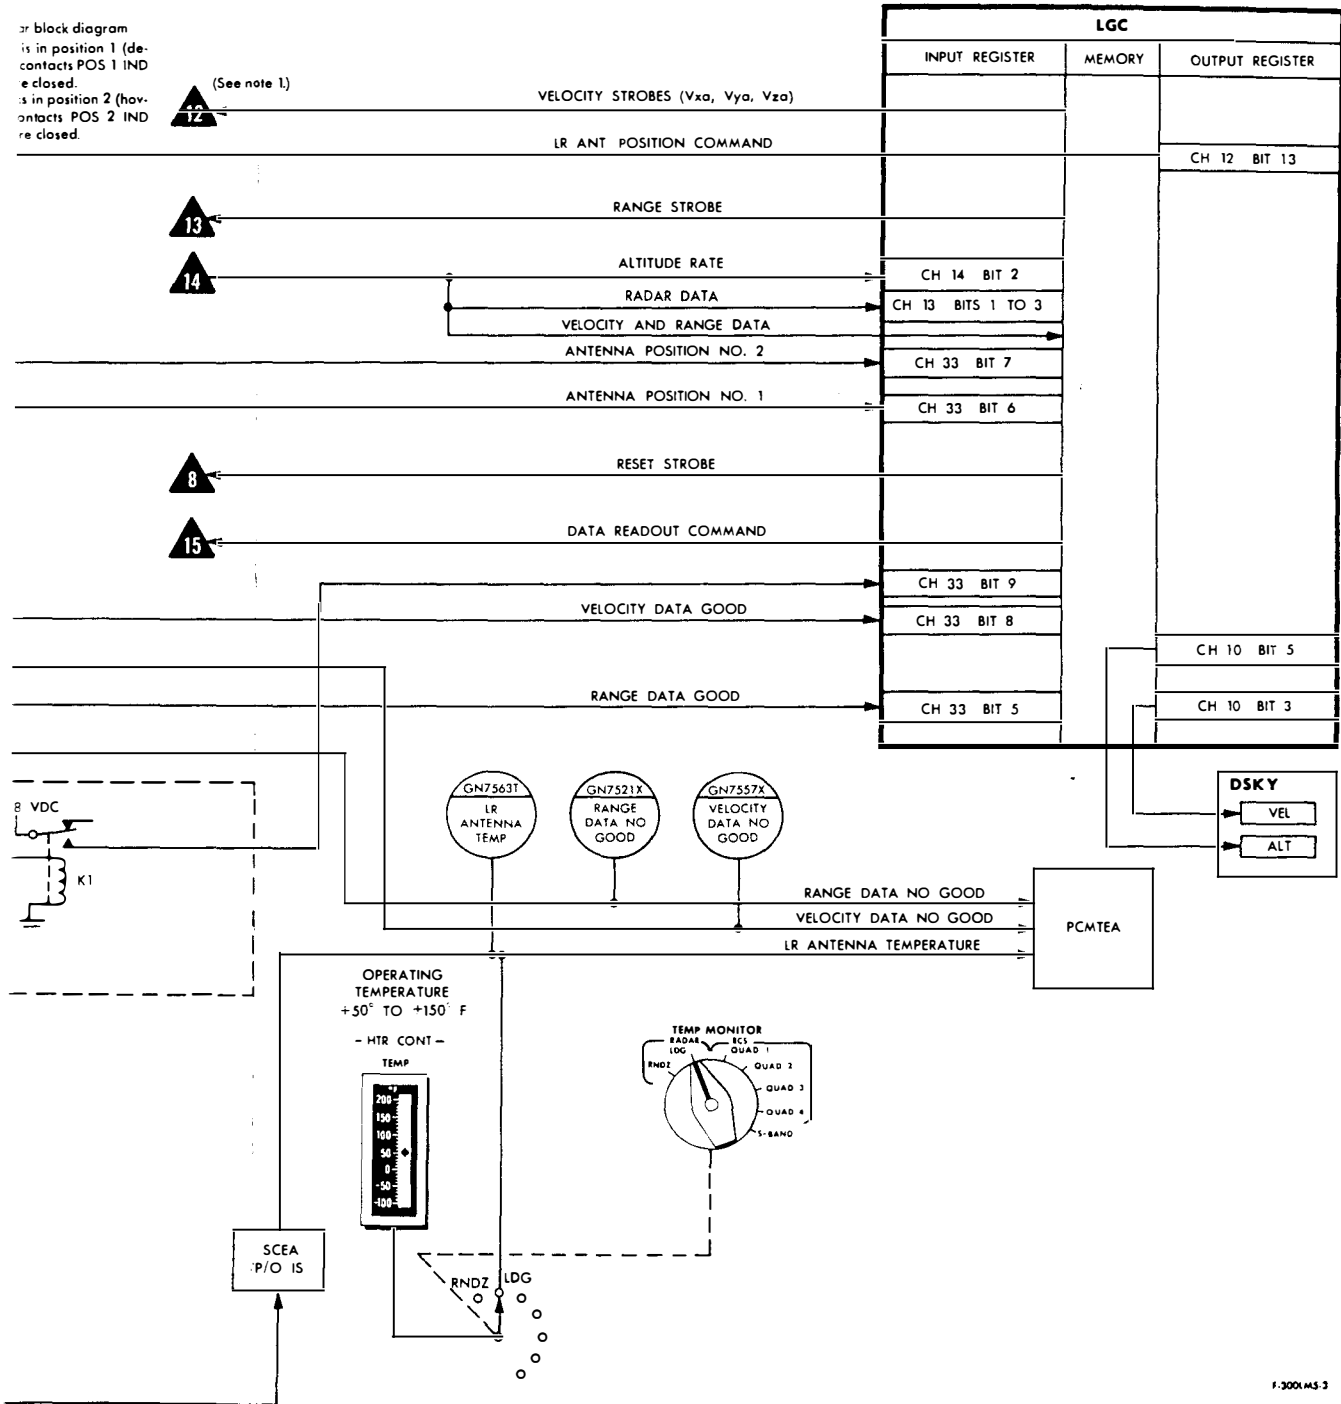 block diagram
is in position 1 (de-
contacts POS 1 IND
e closed.
s in position 2 (hov-
ontacts POS 2 IND
re closed.
(See note 1.)
12
LGC
INPUT REGISTER
MEMORY
OUTPUT REGISTER
VELOCITY STROBES (Vxa, Vya, Vza)
LR ANT POSITION COMMAND
CH 12 BIT 13
13
RANGE STROBE
14
ALTITUDE RATE
CH 14 BIT 2
RADAR DATA
CH 13 BITS 1 TO 3
VELOCITY AND RANGE DATA
ANTENNA POSITION NO. 2
CH 33 BIT 7
ANTENNA POSITION NO. 1
CH 33 BIT 6
8
RESET STROBE
15
DATA READOUT COMMAND
CH 33 BIT 9
VELOCITY DATA GOOD
CH 33 BIT 8
CH 10 BIT 5
RANGE DATA GOOD
CH 33 BIT 5
CH 10 BIT 3
8 VDC
K1
GN7563T
LR
ANTENNA
TEMP
GN7521X
RANGE
DATA NO
GOOD
GN7557X
VELOCITY
DATA NO
GOOD
DSKY
VEL
ALT
RANGE DATA NO GOOD
VELOCITY DATA NO GOOD
LR ANTENNA TEMPERATURE
PCMTEA
OPERATING
TEMPERATURE
+50° TO +150° F
- HTR CONT -
TEMP
°F
200
150
100
50
0
-50
-100
TEMP MONITOR
RADAR
RCS
RNDZ
LDG
QUAD 1
QUAD 2
QUAD 3
QUAD 4
S-BAND
SCEA
P/O IS
RNDZ
LDG
F-300LM5-3